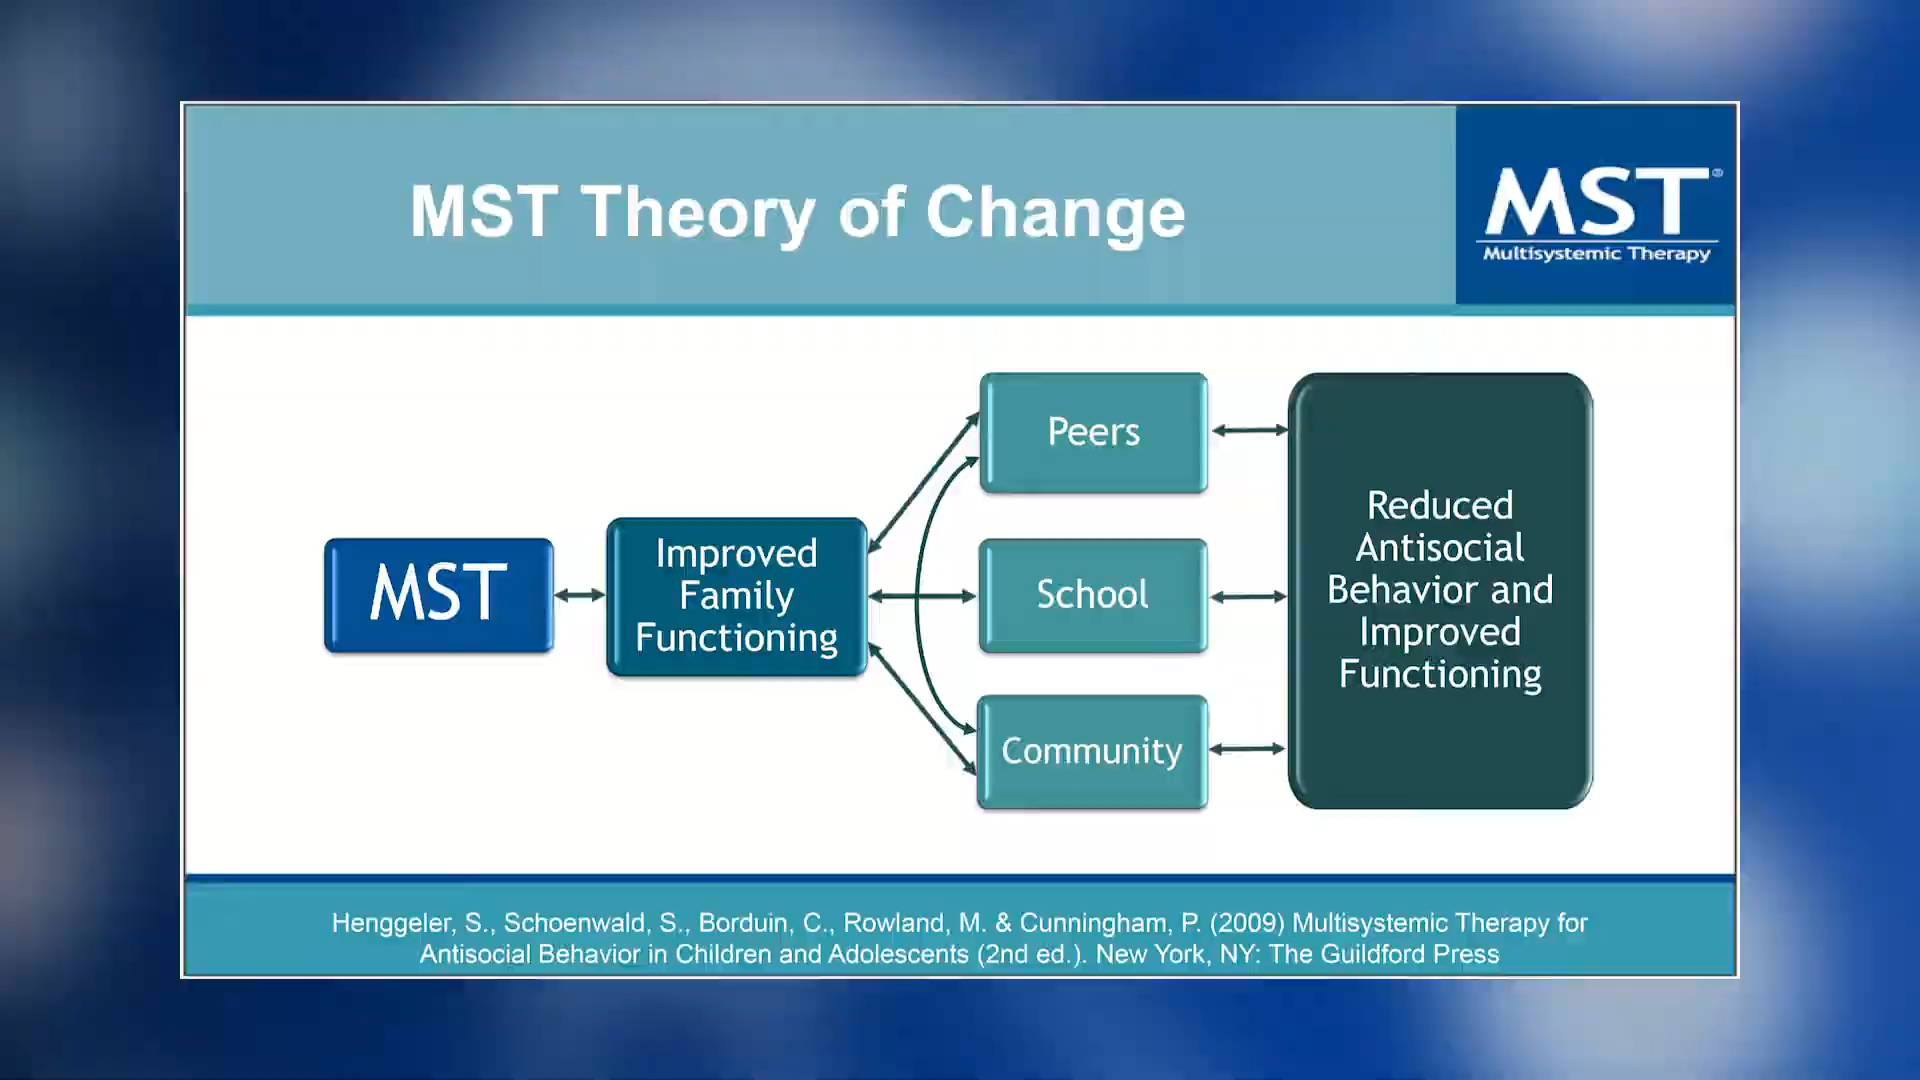 MST Theory of Change
MST®
Multisystemic Therapy
MST
Improved
Family
Functioning
Peers
School
Community
Reduced
Antisocial
Behavior and
Improved
Functioning
Henggeler, S., Schoenwald, S., Borduin, C., Rowland, M. & Cunningham, P. (2009) Multisystemic Therapy for
Antisocial Behavior in Children and Adolescents (2nd ed.). New York, NY: The Guildford Press